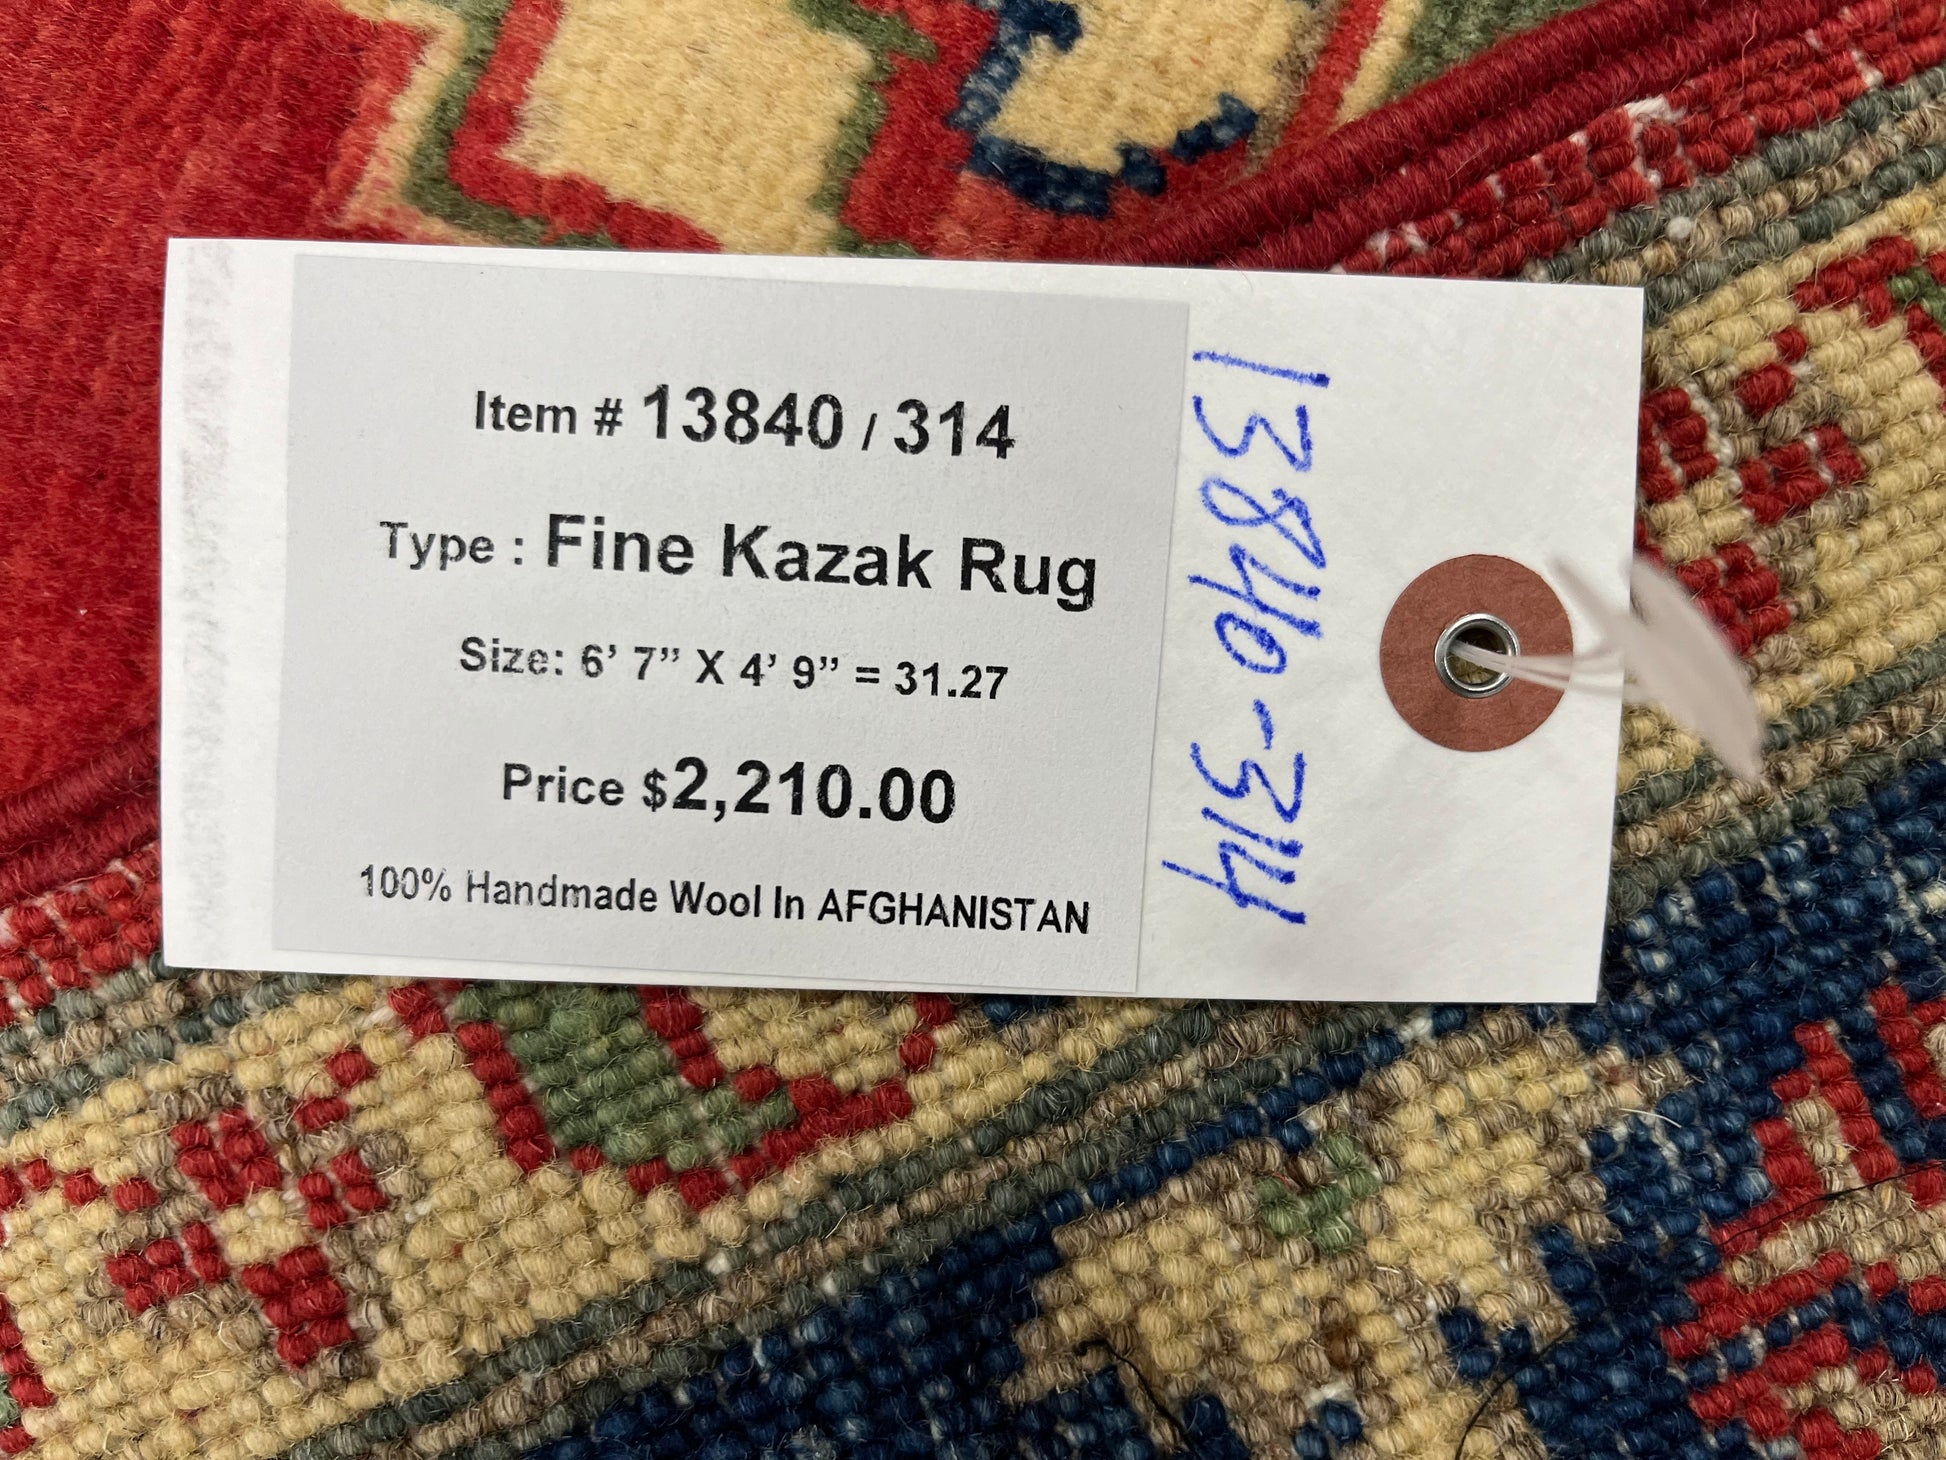 Item # 13840 / 314
Type : Fine Kazak Rug
Size: 6’ 7” X 4’ 9” = 31.27
Price $2,210.00
100% Handmade Wool In AFGHANISTAN
13840-314